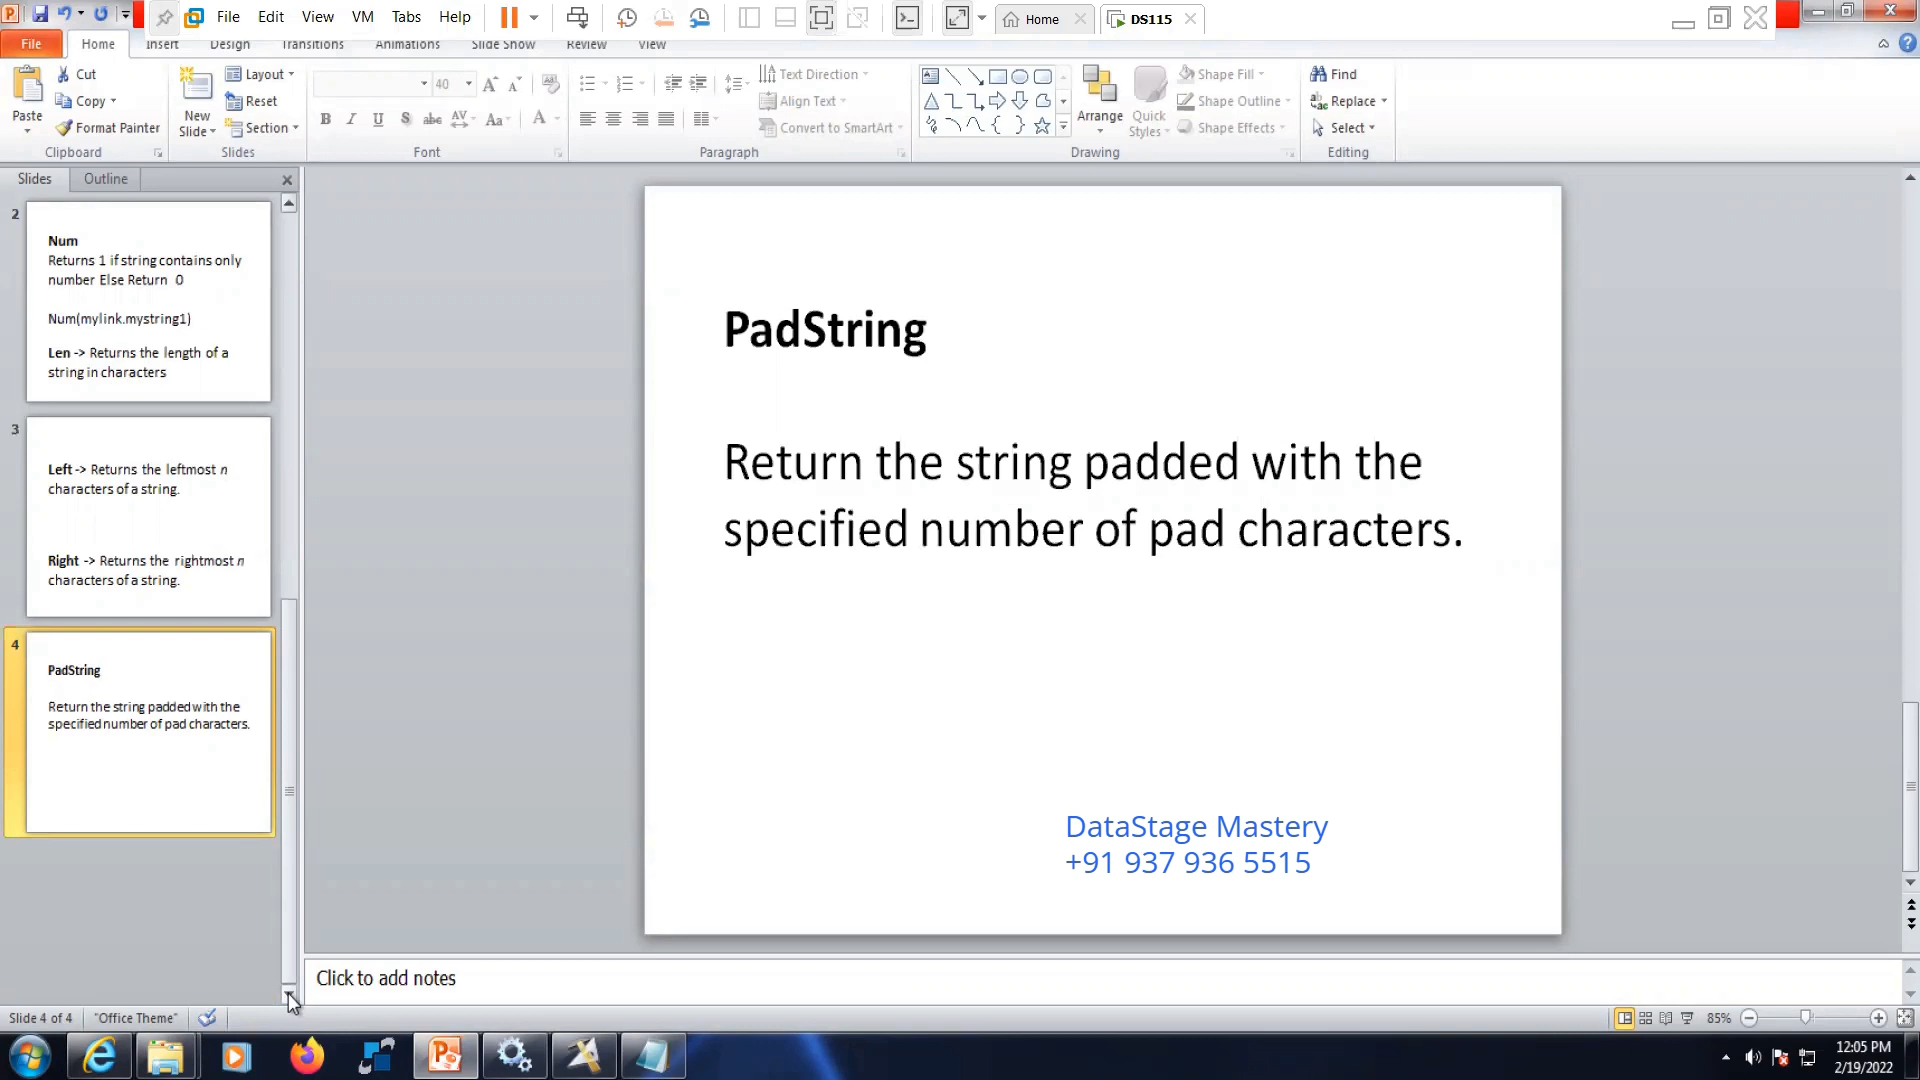 File Edit View VM Tabs Help
Home
DS115
File Home Insert Design Transitions Animations Slide Show Review View
Cut
Copy
Format Painter
Paste
Clipboard
New
Slide
Layout
Reset
Section
Slides
40
B I U S abc AV Aa A
Font
Text Direction
Align Text
Convert to SmartArt
Paragraph
Arrange
Quick
Styles
Shape Fill
Shape Outline
Shape Effects
Drawing
Find
Replace
Select
Editing
Slides Outline
2
Num
Returns 1 if string contains only
number Else Return 0
Num(mylink.mystring1)
Len -> Returns the length of a
string in characters
3
Left -> Returns the leftmost n
characters of a string.
Right -> Returns the rightmost n
characters of a string.
4
PadString
Return the string padded with the
specified number of pad characters.
PadString
Return the string padded with the
specified number of pad characters.
DataStage Mastery
+91 937 936 5515
Click to add notes
Slide 4 of 4
"Office Theme"
85%
12:05 PM
2/19/2022